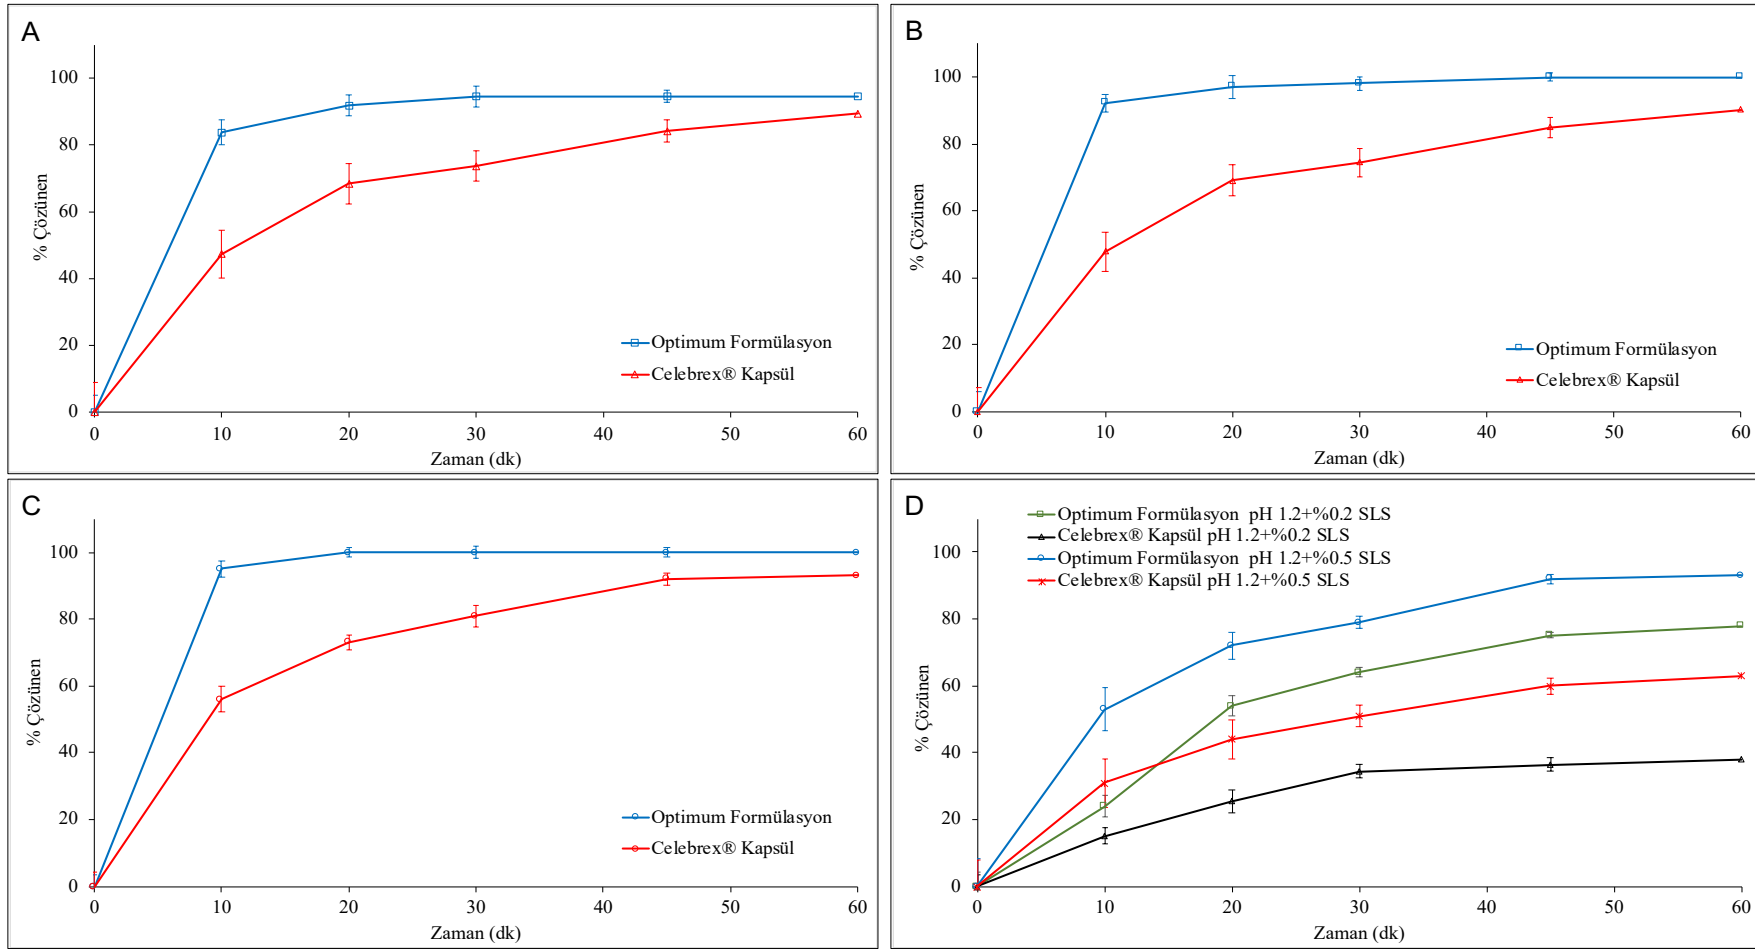 A
% Çözünen
100
80
60
40
20
0
0 10 20 30 40 50 60
Zaman (dk)
Optimum Formülasyon
Celebrex® Kapsül
B
% Çözünen
100
80
60
40
20
0
0 10 20 30 40 50 60
Zaman (dk)
Optimum Formülasyon
Celebrex® Kapsül
C
% Çözünen
100
80
60
40
20
0
0 10 20 30 40 50 60
Zaman (dk)
Optimum Formülasyon
Celebrex® Kapsül
D
Optimum Formülasyon pH 1.2+%0.2 SLS
Celebrex® Kapsül pH 1.2+%0.2 SLS
Optimum Formülasyon pH 1.2+%0.5 SLS
Celebrex® Kapsül pH 1.2+%0.5 SLS
% Çözünen
100
80
60
40
20
0
0 10 20 30 40 50 60
Zaman (dk)